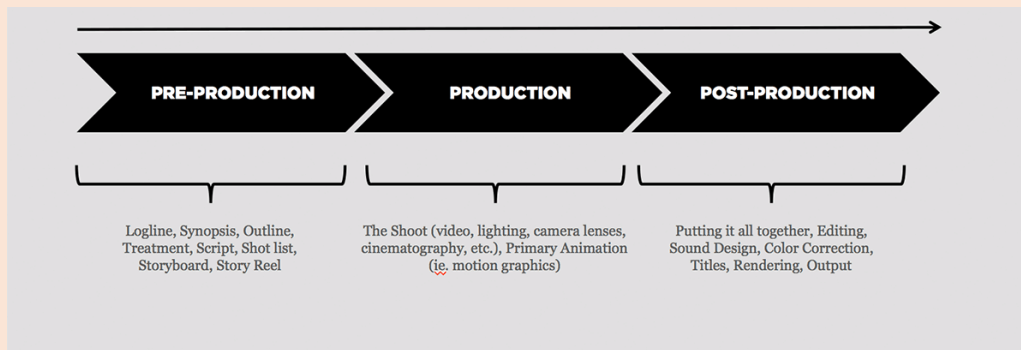 PRE-PRODUCTION
PRODUCTION
POST-PRODUCTION
Logline, Synopsis, Outline,
Treatment, Script, Shot list,
Storyboard, Story Reel
The Shoot (video, lighting, camera lenses,
cinematography, etc.), Primary Animation
(ie. motion graphics)
Putting it all together, Editing,
Sound Design, Color Correction,
Titles, Rendering, Output